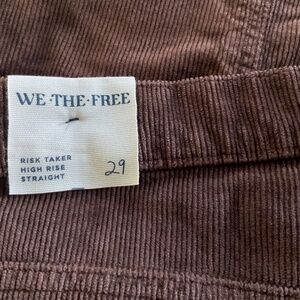 WE·THE·FREE
RISK TAKER
HIGH RISE
STRAIGHT 29